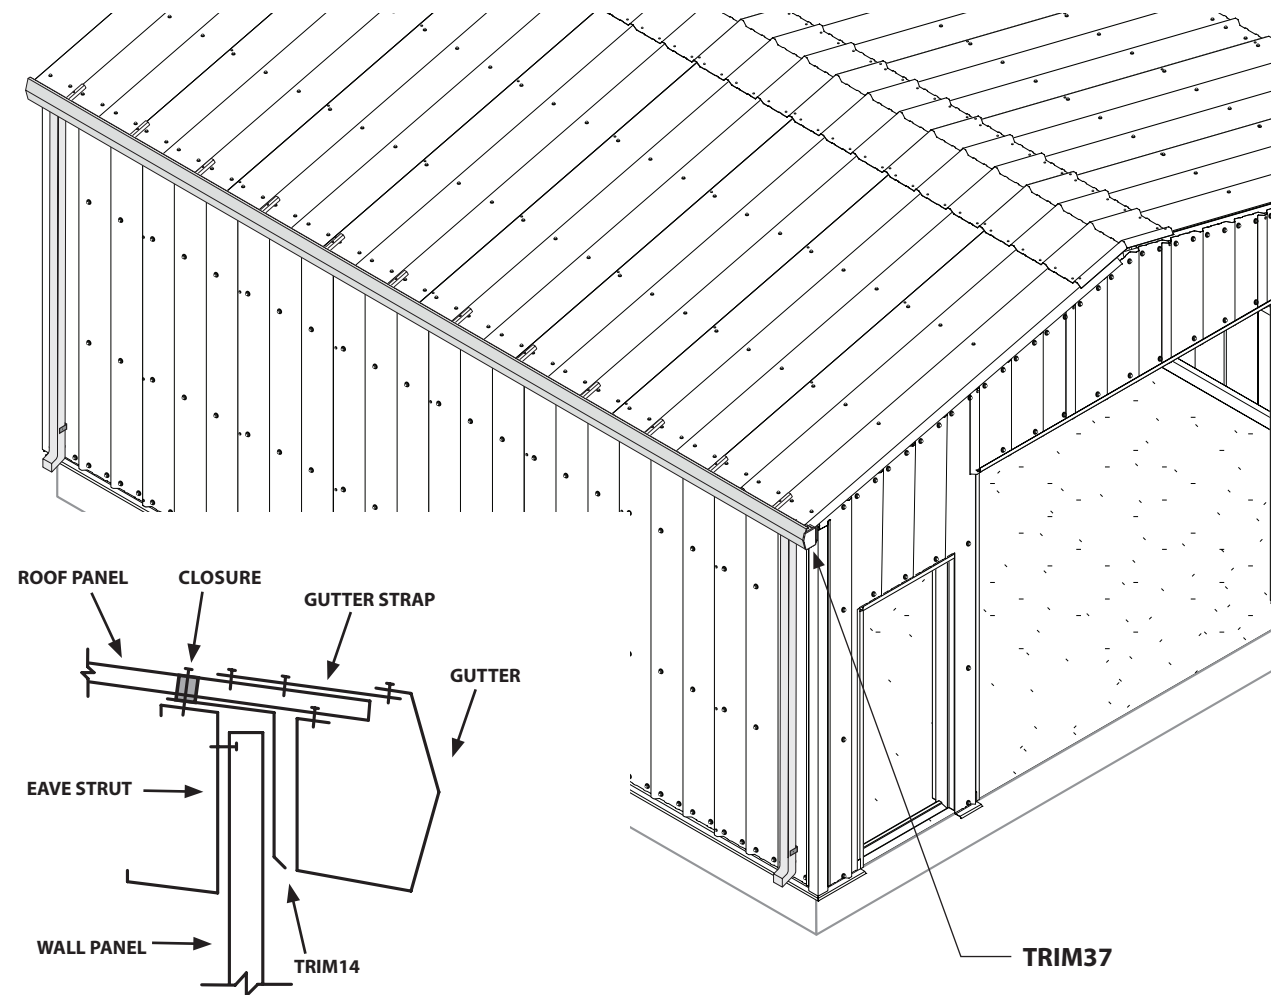 ROOF PANEL
CLOSURE
GUTTER STRAP
GUTTER
EAVE STRUT
WALL PANEL
TRIM14
TRIM37